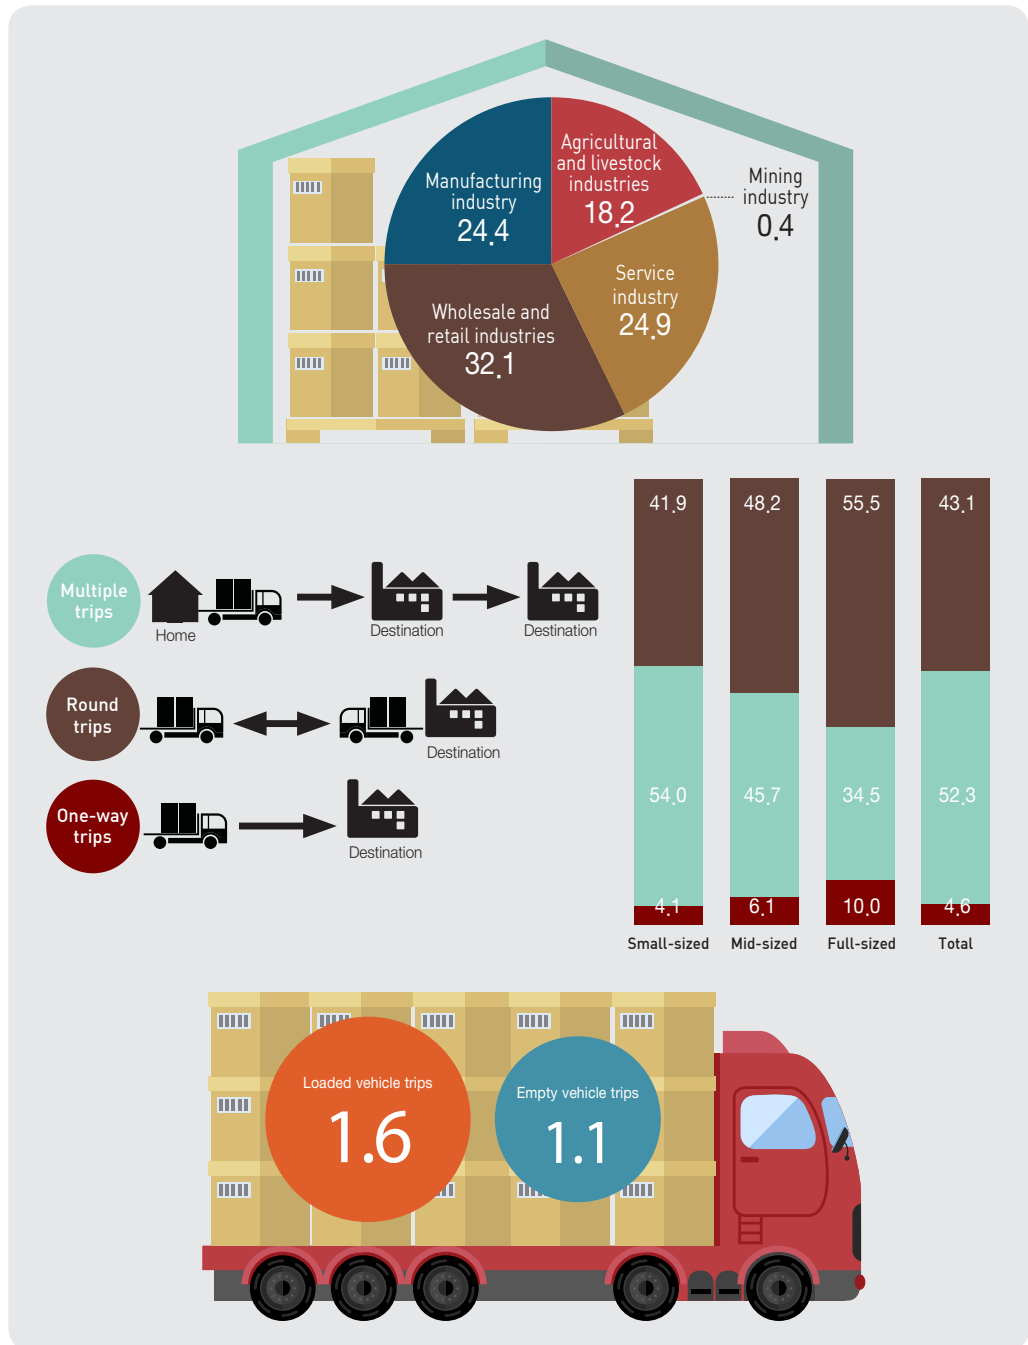 Agricultural
and livestock
industries
18.2
Mining
industry
0.4
Manufacturing
industry
24.4
Service
industry
24.9
Wholesale and
retail industries
32.1
Multiple
trips
Home
Destination
Destination
Round
trips
Destination
One-way
trips
Destination
41.9
48.2
55.5
43.1
54.0
45.7
34.5
52.3
4.1
6.1
10.0
4.6
Small-sized
Mid-sized
Full-sized
Total
Loaded vehicle trips
1.6
Empty vehicle trips
1.1